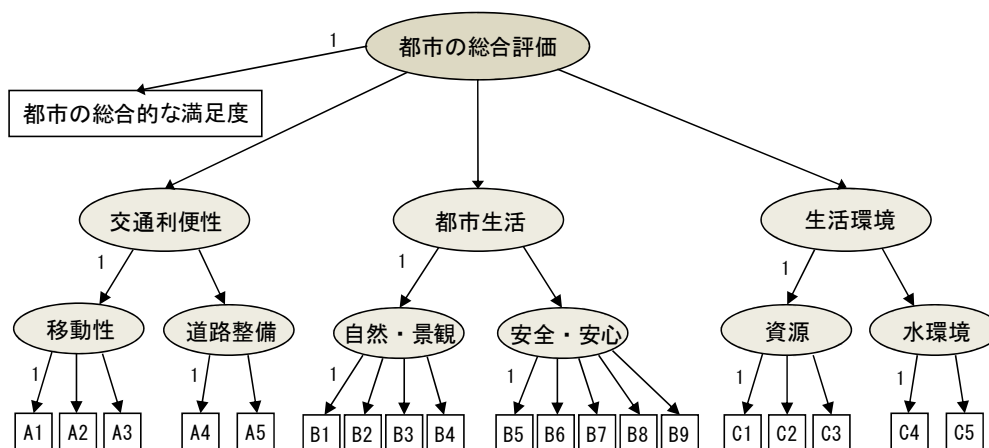 都市の総合評価
1
都市の総合的な満足度
交通利便性
都市生活
生活環境
1
1
1
移動性
道路整備
自然・景観
安全・安心
資源
水環境
1
1
1
1
1
1
A1 A2 A3 A4 A5 B1 B2 B3 B4 B5 B6 B7 B8 B9 C1 C2 C3 C4 C5